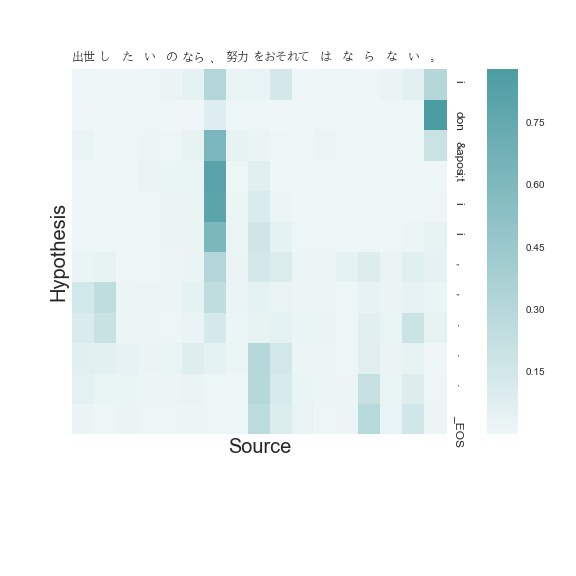 出世 し た い の なら 、 努力 を おそれ て は な ら な い 。
i
don
&apos;t
i
i
,
,
.
.
.
_EOS
Hypothesis
Source
0.75
0.60
0.45
0.30
0.15